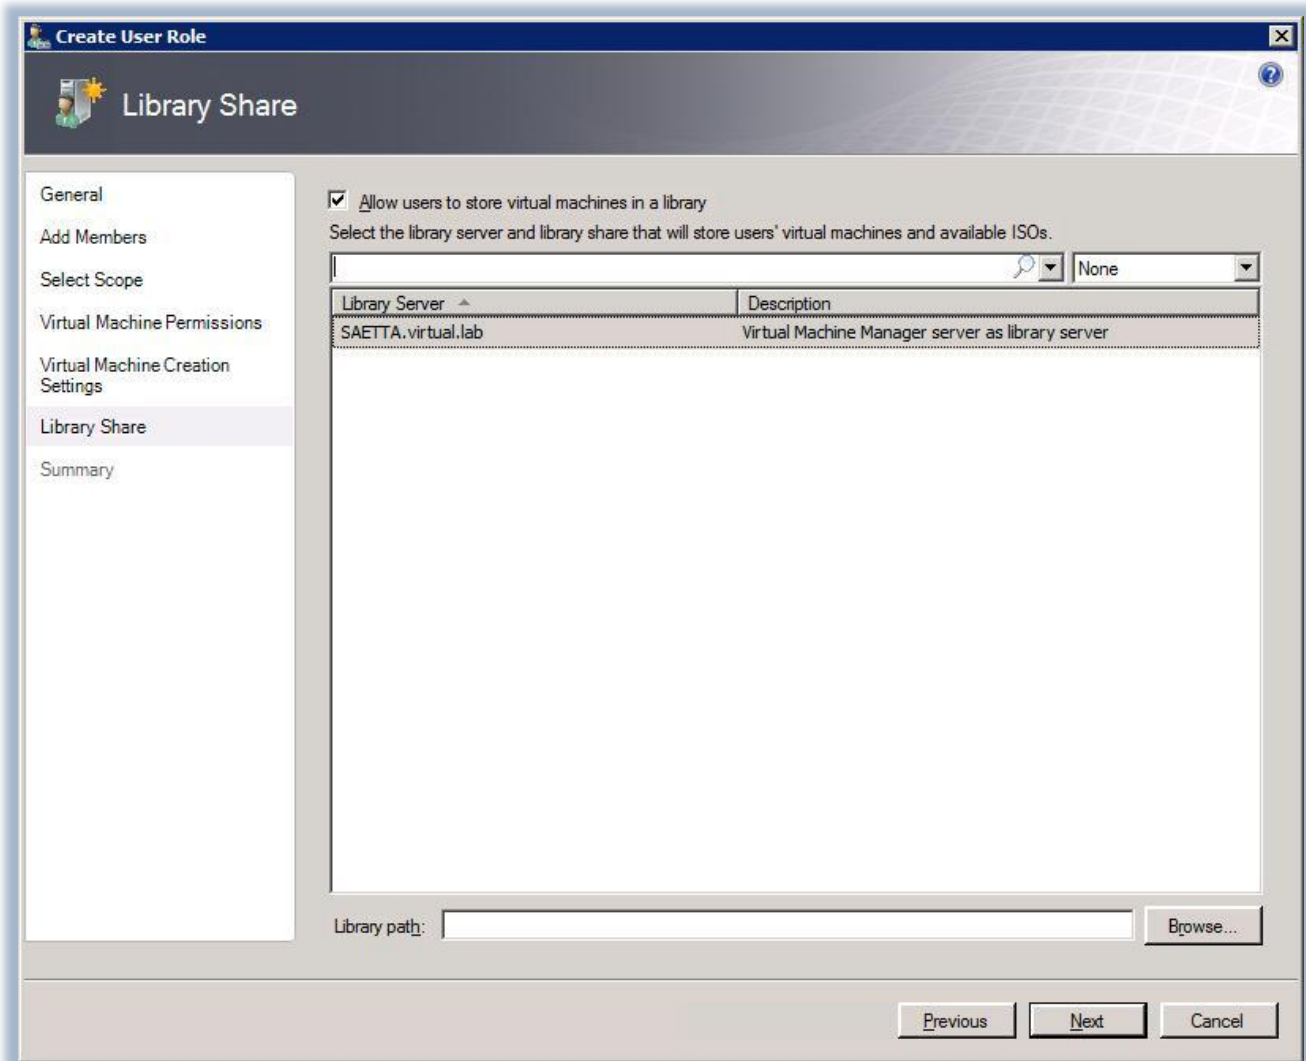 Create User Role
Library Share
General
Add Members
Select Scope
Virtual Machine Permissions
Virtual Machine Creation
Settings
Library Share
Summary
Allow users to store virtual machines in a library
Select the library server and library share that will store users' virtual machines and available ISOs.
None
Library Server Description
SAETTA.virtual.lab Virtual Machine Manager server as library server
Library path: Browse...
Previous Next Cancel